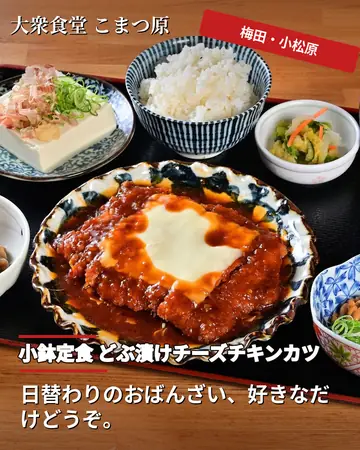 大衆食堂 こまつ原
梅田・小松原
小鉢定食 どぶ漬けチーズチキンカツ
日替わりのおばんざい、好きなだ
けどうぞ。